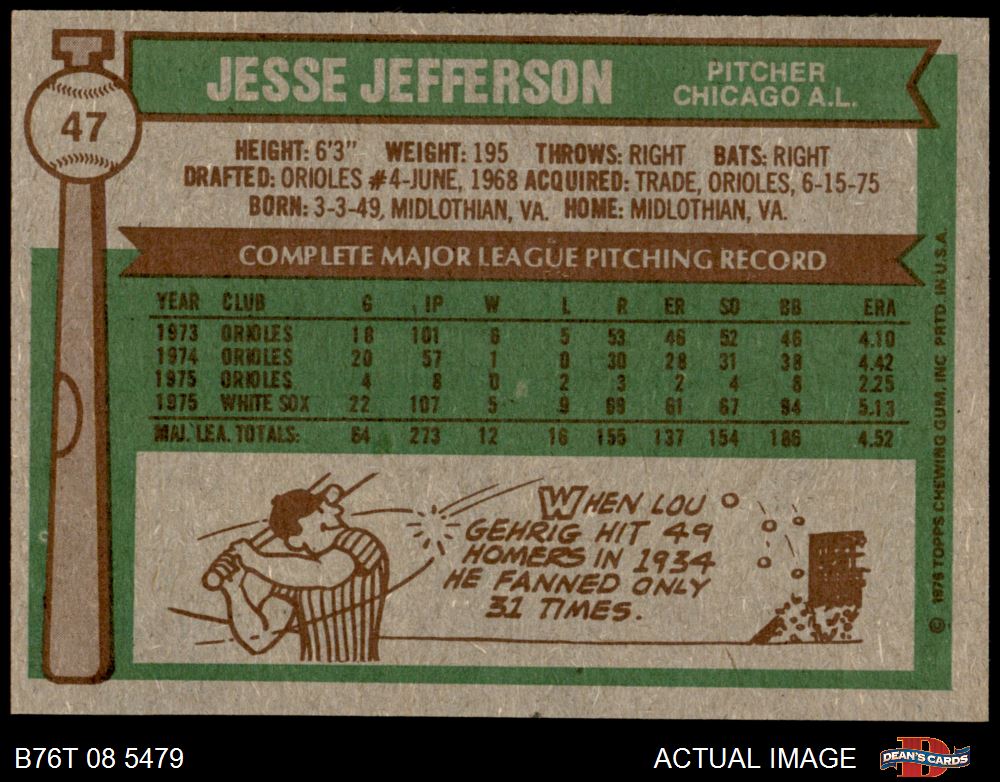 47
JESSE JEFFERSON
PITCHER
CHICAGO A.L.
HEIGHT: 6'3" WEIGHT: 195 THROWS: RIGHT BATS: RIGHT
DRAFTED: ORIOLES #4-JUNE, 1968 ACQUIRED: TRADE, ORIOLES, 6-15-75
BORN: 3-3-49, MIDLOTHIAN, VA. HOME: MIDLOTHIAN, VA.
COMPLETE MAJOR LEAGUE PITCHING RECORD
YEAR CLUB G IP W L R ER SO BB ERA
1973 ORIOLES 18 101 6 5 53 46 52 46 4.10
1974 ORIOLES 20 57 1 0 30 28 31 38 4.42
1975 ORIOLES 4 8 0 2 3 2 4 8 2.25
1975 WHITE SOX 22 107 5 9 69 61 67 94 5.13
MAJ. LEA. TOTALS: 64 273 12 16 155 137 154 186 4.52
WHEN LOU
GEHRIG HIT 49
HOMERS IN 1934
HE FANNED ONLY
31 TIMES.
© 1976 TOPPS CHEWING GUM, INC. PRTD. IN U.S.A.
B76T 08 5479
ACTUAL IMAGE
DEAN'S CARDS